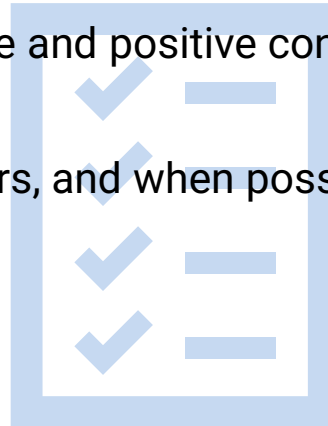 e and positive con
rs, and when poss